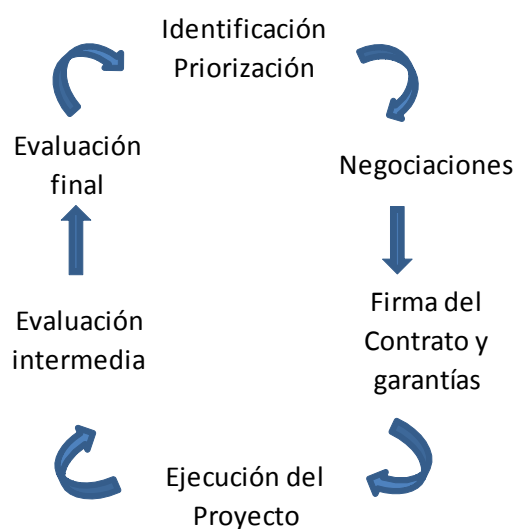 Identificación
Priorización
Negociaciones
Firma del
Contrato y
garantías
Ejecución del
Proyecto
Evaluación
intermedia
Evaluación
final